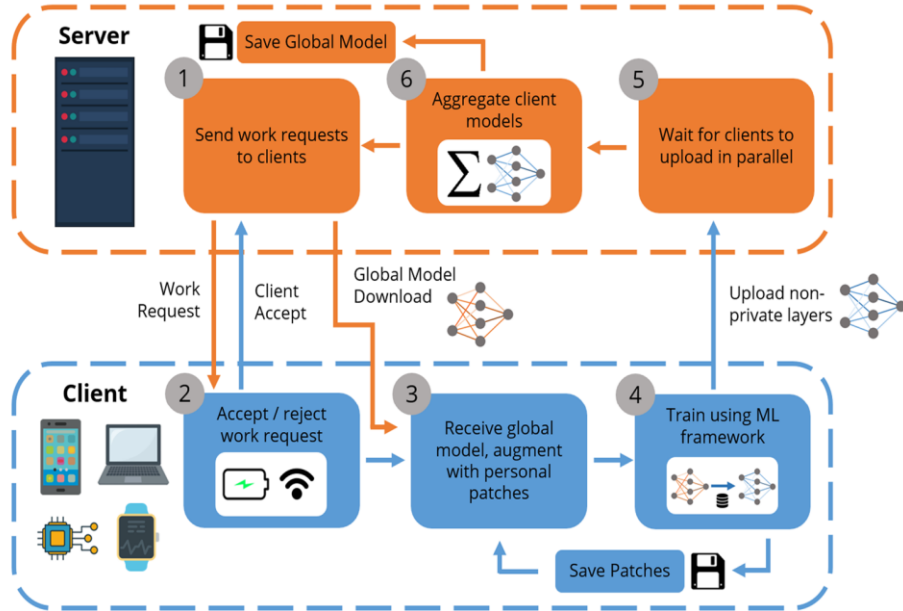 Server
Save Global Model
1
Send work requests
to clients
6
Aggregate client
models
Σ
5
Wait for clients to
upload in parallel
Work
Request
Client
Accept
Global Model
Download
Upload non-
private layers
Client
2
Accept / reject
work request
3
Receive global
model, augment
with personal
patches
4
Train using ML
framework
Save Patches